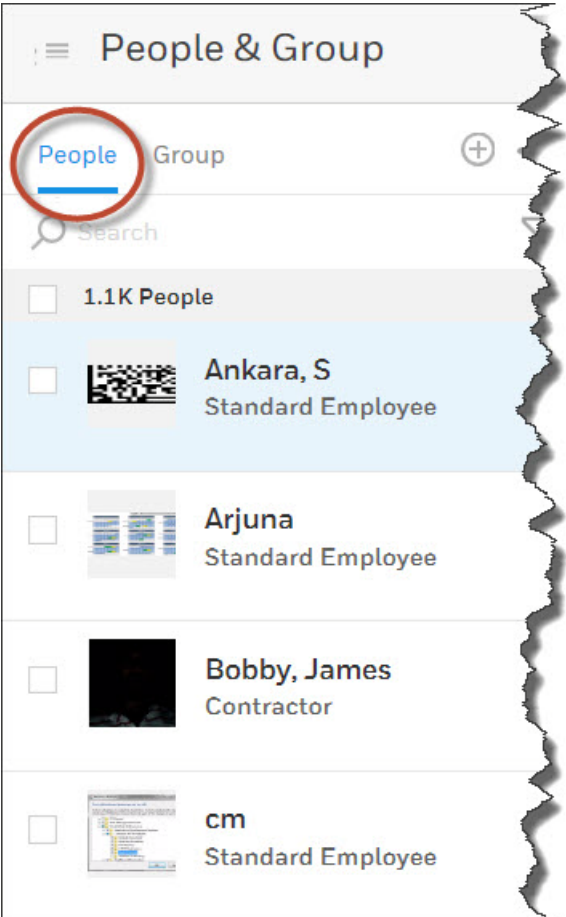 People & Group
People Group
Search
1.1K People
Ankara, S
Standard Employee
Arjuna
Standard Employee
Bobby, James
Contractor
cm
Standard Employee